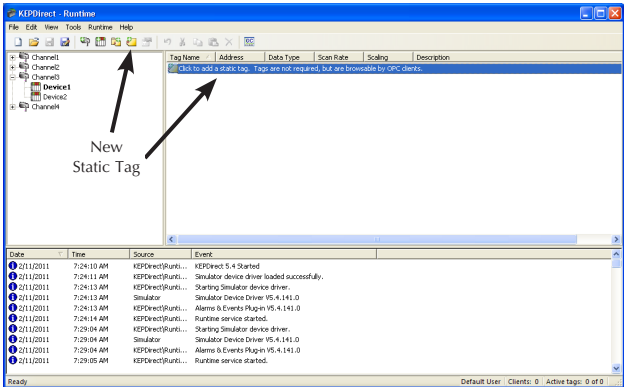 KEPDirect - Runtime
File Edit View Tools Runtime Help
Channel1
Channel2
Channel3
Device1
Device2
Channel4
Tag Name Address Data Type Scan Rate Scaling Description
Click to add a static tag. Tags are not required, but are browsable by OPC clients.
New
Static Tag
Date Time Source Event
2/11/2011 7:24:10 AM KEPDirect\Runti... KEPDirect 5.4 Started
2/11/2011 7:24:11 AM KEPDirect\Runti... Simulator device driver loaded successfully.
2/11/2011 7:24:13 AM KEPDirect\Runti... Starting Simulator device driver.
2/11/2011 7:24:13 AM Simulator Simulator Device Driver V5.4.141.0
2/11/2011 7:24:13 AM KEPDirect\Runti... Alarms & Events Plug-in V5.4.141.0
2/11/2011 7:24:14 AM KEPDirect\Runti... Runtime service started.
2/11/2011 7:29:04 AM KEPDirect\Runti... Starting Simulator device driver.
2/11/2011 7:29:04 AM Simulator Simulator Device Driver V5.4.141.0
2/11/2011 7:29:04 AM KEPDirect\Runti... Alarms & Events Plug-in V5.4.141.0
2/11/2011 7:29:05 AM KEPDirect\Runti... Runtime service started.
Ready Default User Clients: 0 Active tags: 0 of 0